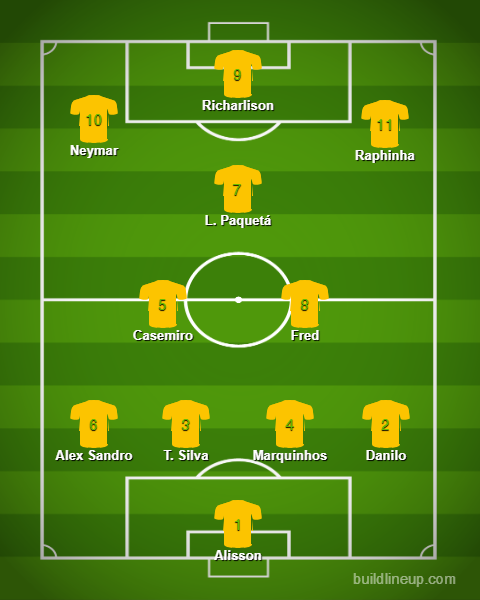 9
Richarlison
10
Neymar
11
Raphinha
7
L. Paquetá
5
Casemiro
8
Fred
6
Alex Sandro
3
T. Silva
4
Marquinhos
2
Danilo
1
Alisson
buildlineup.com